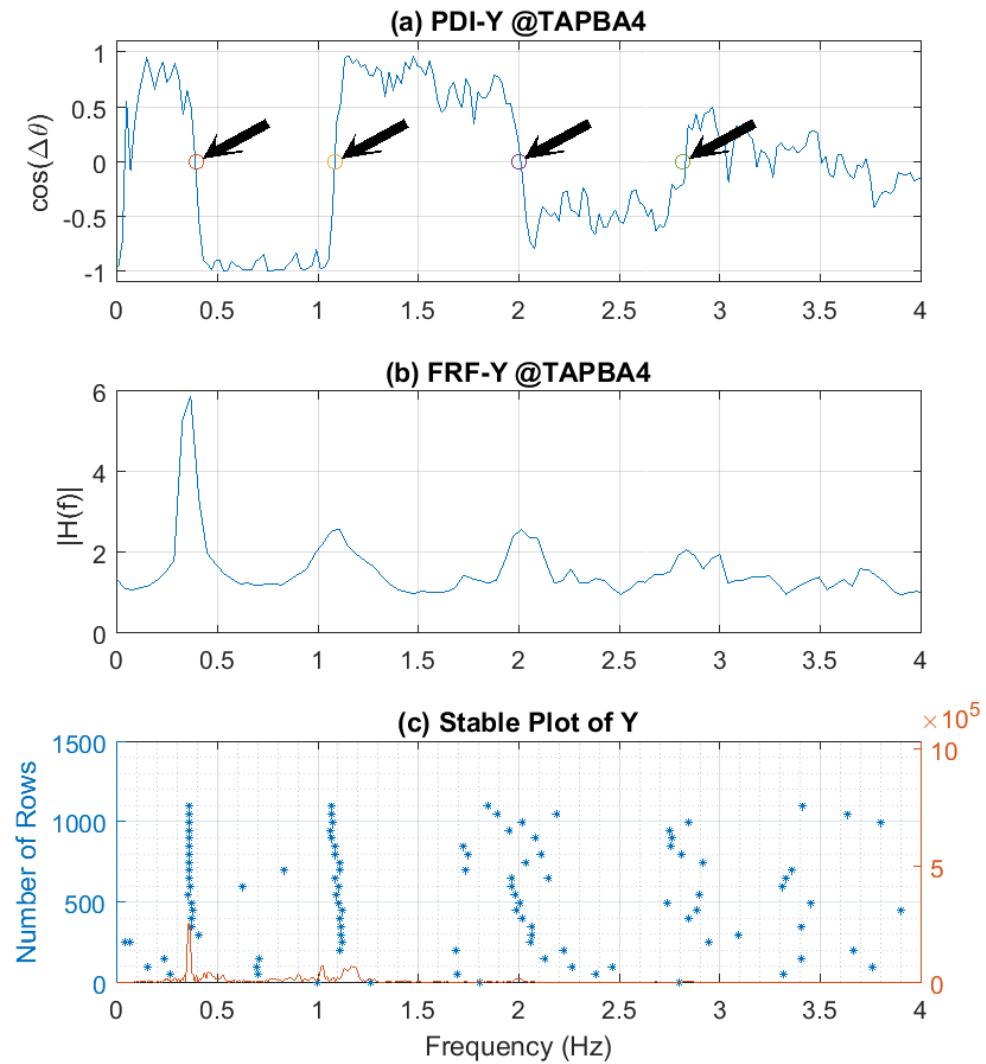 (a) PDI-Y @TAPBA4
cos(Δθ)
1
0.5
0
-0.5
-1
0 0.5 1 1.5 2 2.5 3 3.5 4
(b) FRF-Y @TAPBA4
|H(f)|
6
4
2
0
0 0.5 1 1.5 2 2.5 3 3.5 4
(c) Stable Plot of Y
×10^5
Number of Rows
1500
1000
500
0
10
5
0
0 0.5 1 1.5 2 2.5 3 3.5 4
Frequency (Hz)